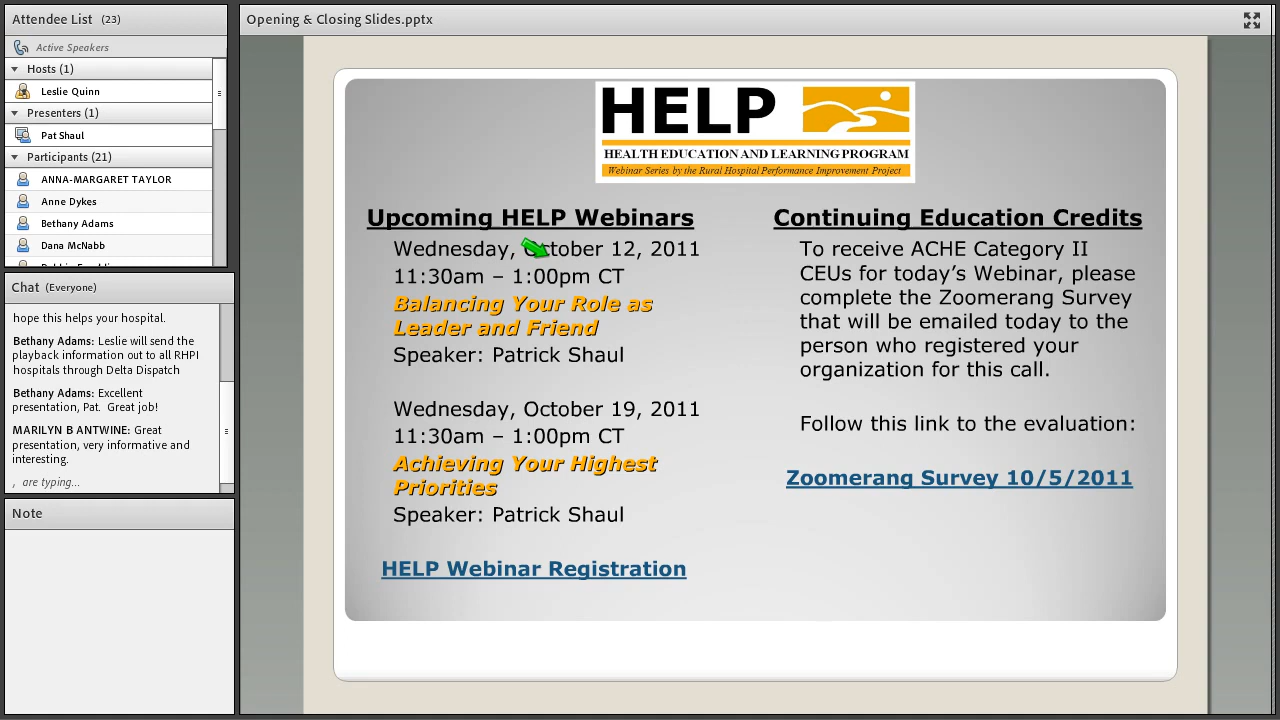 Attendee List (23)
Active Speakers
Hosts (1)
Leslie Quinn
Presenters (1)
Pat Shaul
Participants (21)
ANNA-MARGARET TAYLOR
Anne Dykes
Bethany Adams
Dana McNabb
Chat (Everyone)
hope this helps your hospital.
Bethany Adams: Leslie will send the
playback information out to all RHPI
hospitals through Delta Dispatch
Bethany Adams: Excellent
presentation, Pat. Great job!
MARILYN B ANTWINE: Great
presentation, very informative and
interesting.
, are typing...
Note
Opening & Closing Slides.pptx
HELP
HEALTH EDUCATION AND LEARNING PROGRAM
Webinar Series by the Rural Hospital Performance Improvement Project
Upcoming HELP Webinars
Wednesday, October 12, 2011
11:30am – 1:00pm CT
Balancing Your Role as
Leader and Friend
Speaker: Patrick Shaul
Wednesday, October 19, 2011
11:30am – 1:00pm CT
Achieving Your Highest
Priorities
Speaker: Patrick Shaul
HELP Webinar Registration
Continuing Education Credits
To receive ACHE Category II
CEUs for today’s Webinar, please
complete the Zoomerang Survey
that will be emailed today to the
person who registered your
organization for this call.
Follow this link to the evaluation:
Zoomerang Survey 10/5/2011